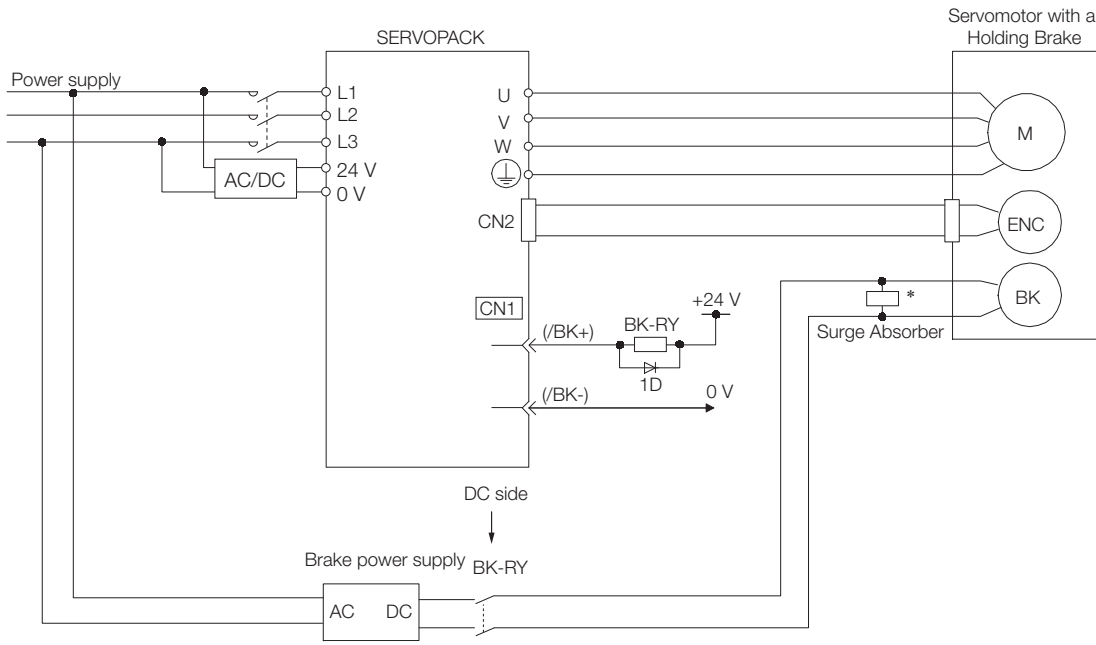 Servomotor with a
Holding Brake
SERVOPACK
Power supply
L1
L2
L3
24 V
0 V
AC/DC
U
V
W
M
CN2
ENC
CN1
BK
*
Surge Absorber
+24 V
(/BK+)
BK-RY
1D
(/BK-)
0 V
DC side
Brake power supply
BK-RY
AC
DC